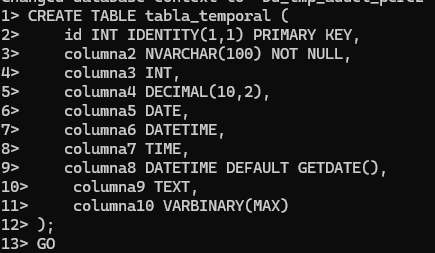 1> CREATE TABLE tabla_temporal (
2>     id INT IDENTITY(1,1) PRIMARY KEY,
3>     columna2 NVARCHAR(100) NOT NULL,
4>     columna3 INT,
5>     columna4 DECIMAL(10,2),
6>     columna5 DATE,
7>     columna6 DATETIME,
8>     columna7 TIME,
9>     columna8 DATETIME DEFAULT GETDATE(),
10>     columna9 TEXT,
11>     columna10 VARBINARY(MAX)
12> );
13> GO